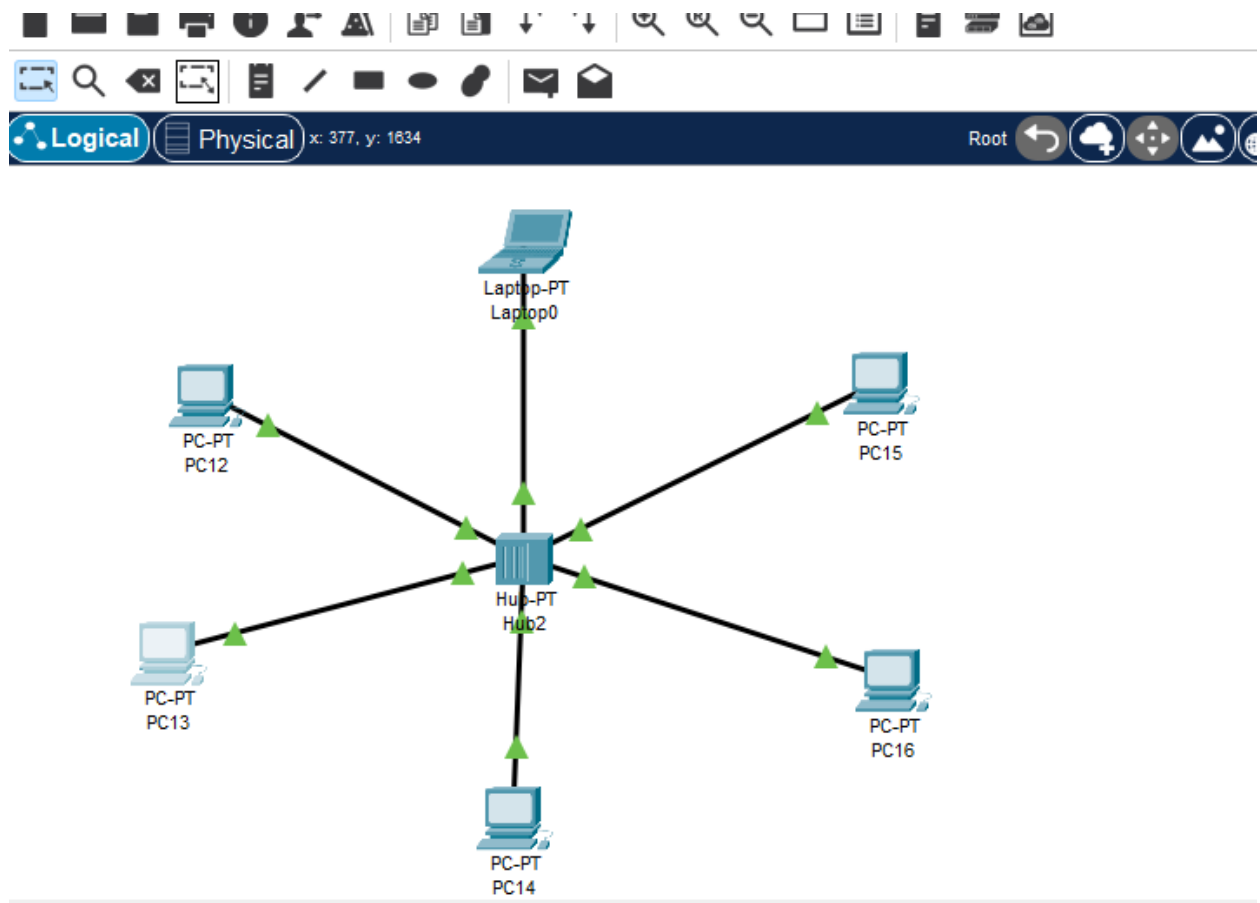 Logical
Physical
x: 377, y: 1634
Root
Laptop-PT
Laptop0
PC-PT
PC12
PC-PT
PC15
Hub-PT
Hub2
PC-PT
PC13
PC-PT
PC16
PC-PT
PC14